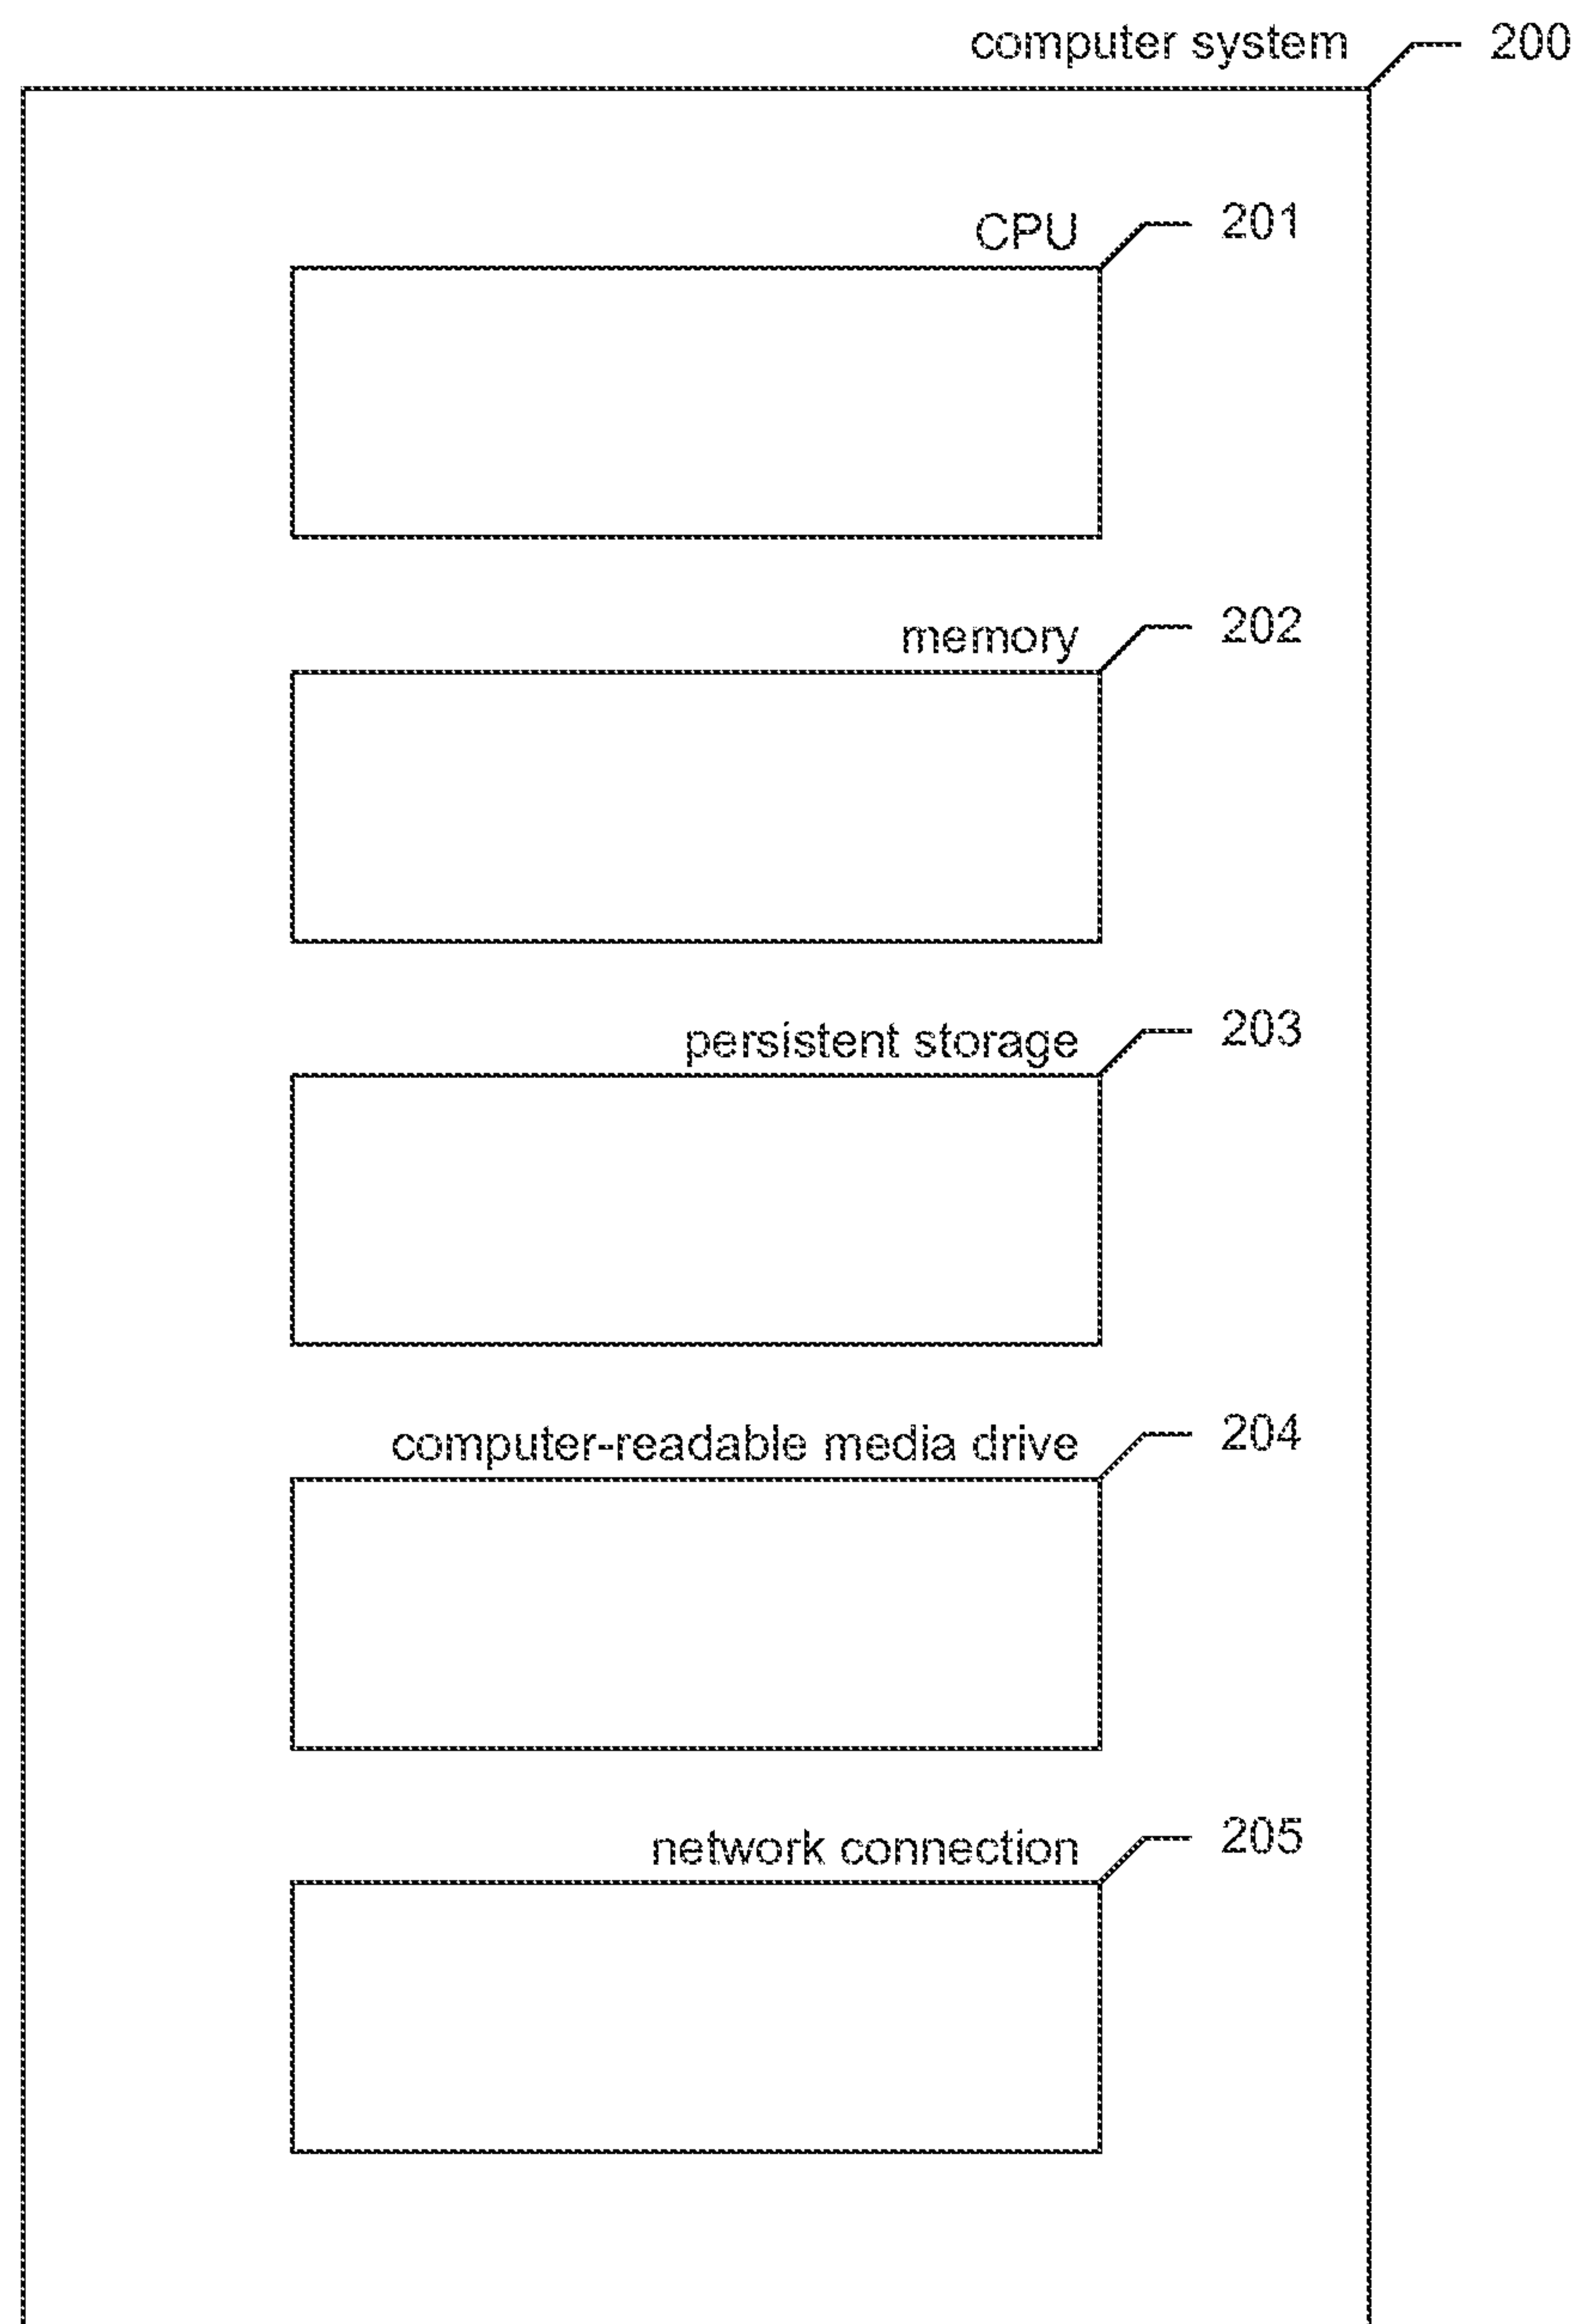 computer system 200
CPU 201
memory 202
persistent storage 203
computer-readable media drive 204
network connection 205